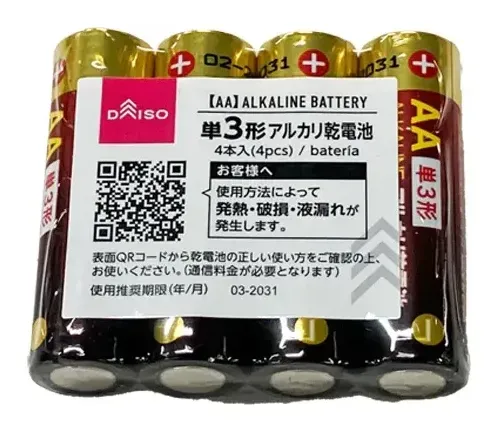 02-2031
DAISO
【AA】ALKALINE BATTERY
単3形アルカリ乾電池
4本入(4pcs) / batería
お客様へ
使用方法によって
発熱・破損・液漏れが
発生します。
表面QRコードから乾電池の正しい使い方をご確認の上、
お使いください。(通信料金が必要となります)
使用推奨期限(年/月) 03-2031
AA 単3形
単3形